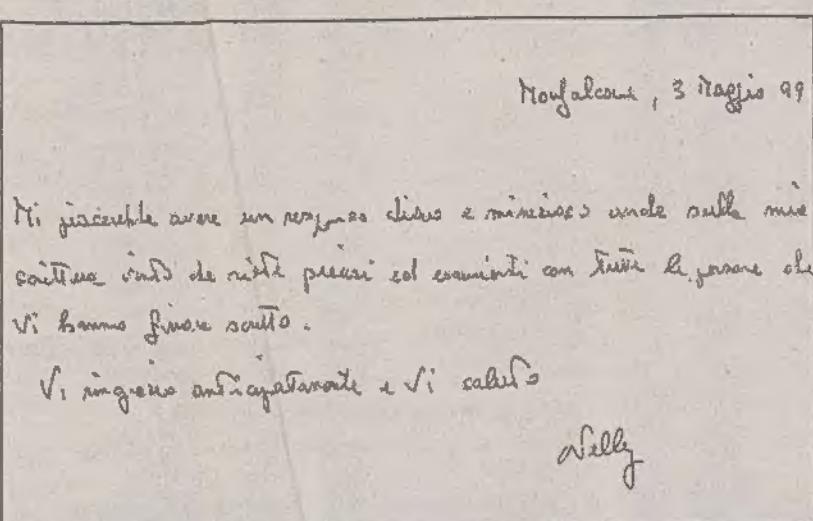 Monfalcone, 3 Maggio 99
Mi piacerebbe avere un responso chiaro e minuzioso anche sulla mia
scrittura visto che siete precisi ed esaurienti con tutte le persone che
Vi hanno finora scritto.
Vi ringrazio anticipatamente e Vi saluto
Nelly